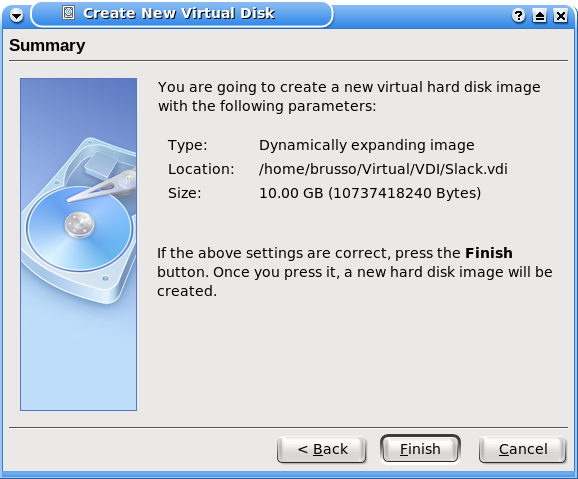 Create New Virtual Disk
Summary
You are going to create a new virtual hard disk image
with the following parameters:
Type: Dynamically expanding image
Location: /home/brusso/Virtual/VDI/Slack.vdi
Size: 10.00 GB (10737418240 Bytes)
If the above settings are correct, press the Finish
button. Once you press it, a new hard disk image will be
created.
< Back Finish Cancel